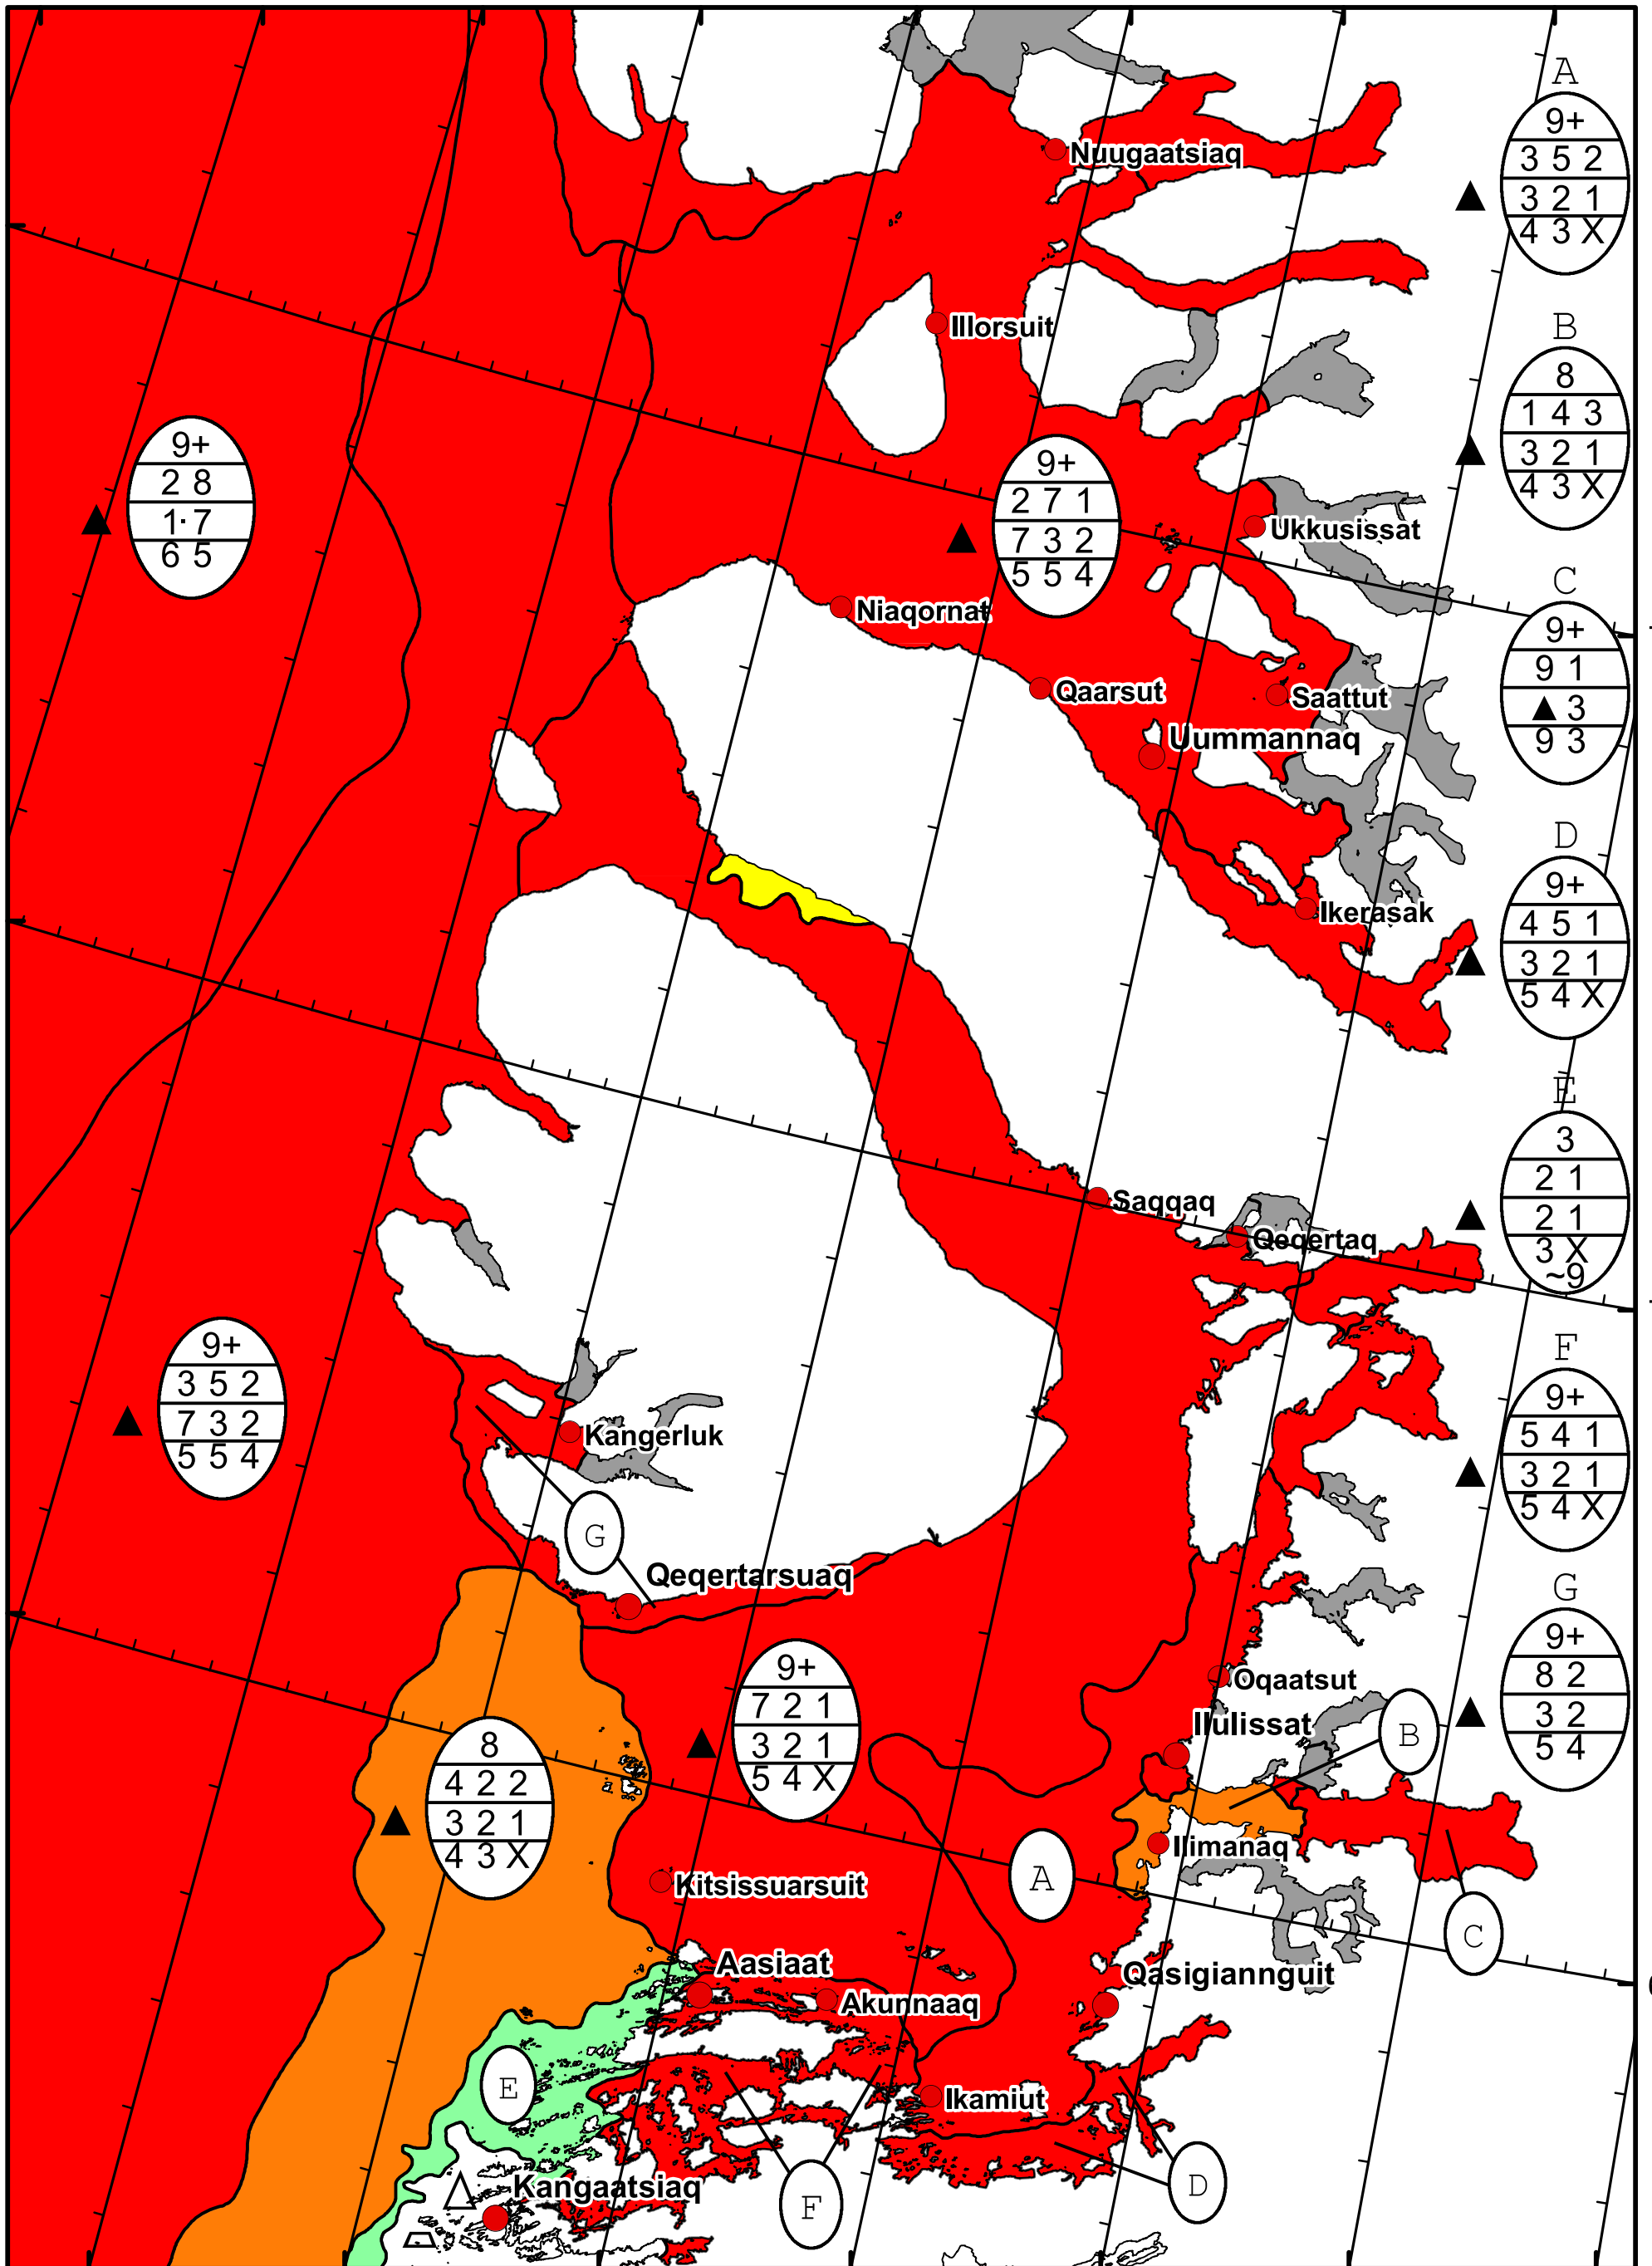 A
9+
3 5 2
3 2 1
4 3 X
Nuugaatsiaq
Illorsuit
B
8
1 4 3
3 2 1
4 3 X
9+
2 8
1· 7
6 5
9+
2 7 1
7 3 2
5 5 4
Ukkusissat
Niaqornat
C
9+
9 1
▲ 3
9 3
Qaarsut
Saattut
Uummannaq
D
9+
4 5 1
3 2 1
5 4 X
Ikerasak
E
3
2 1
2 1
3 X
~9
Saqqaq
Qeqertaq
9+
3 5 2
7 3 2
5 5 4
F
9+
5 4 1
3 2 1
5 4 X
Kangerluk
G
Qeqertarsuaq
G
9+
8 2
3 2
5 4
9+
7 2 1
3 2 1
5 4 X
Oqaatsut
Ilulissat
B
8
4 2 2
3 2 1
4 3 X
Ilimanaq
A
Kitsissuarsuit
C
Aasiaat
Qasigiannguit
Akunnaaq
E
Ikamiut
Kangaatsiaq
F
D